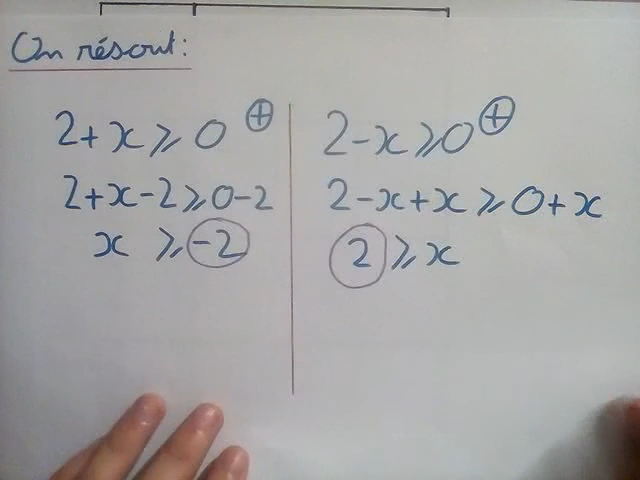 On résout:
2+x ⩾ 0 ⊕
2+x-2 ⩾ 0-2
x ⩾ -2
2-x ⩾ 0 ⊕
2-x+x ⩾ 0+x
2 ⩾ x